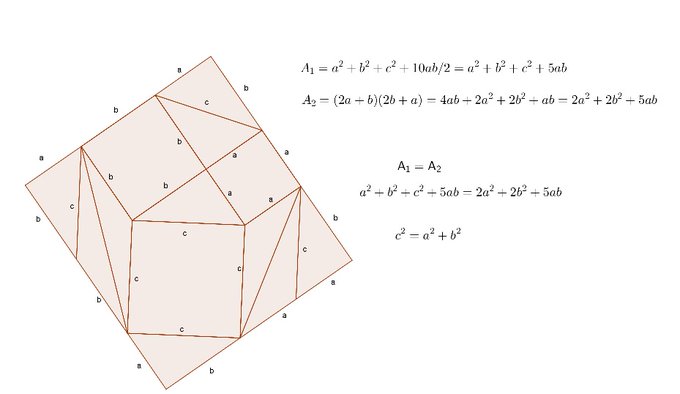 A₁ = a² + b² + c² + 10ab/2 = a² + b² + c² + 5ab
A₂ = (2a + b)(2b + a) = 4ab + 2a² + 2b² + ab = 2a² + 2b² + 5ab
A₁ = A₂
a² + b² + c² + 5ab = 2a² + 2b² + 5ab
c² = a² + b²
a
b
b
c
a
b
a
a
b
b
b
a
a
c
b
c
b
c
c
c
a
b
c
a
a
b